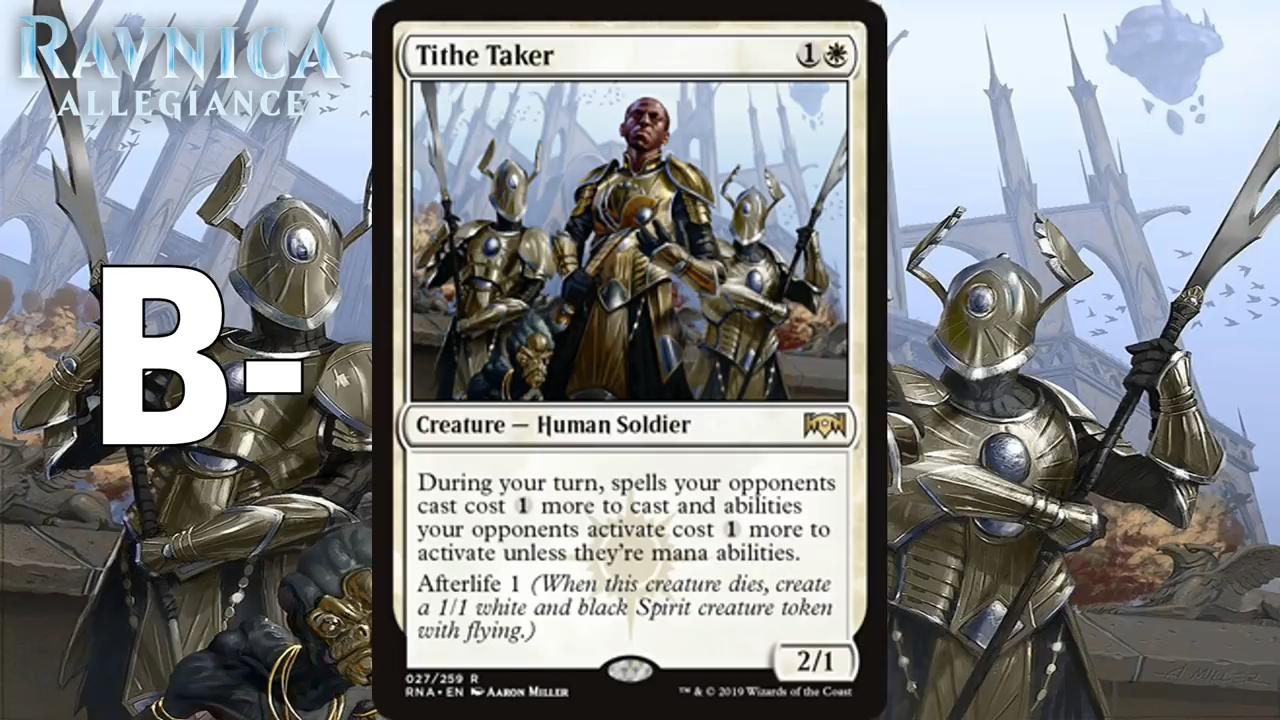 RAVNICA
ALLEGIANCE
B-
Tithe Taker 1
Creature — Human Soldier
During your turn, spells your opponents
cast cost 1 more to cast and abilities
your opponents activate cost 1 more to
activate unless they're mana abilities.
Afterlife 1 (When this creature dies, create
a 1/1 white and black Spirit creature token
with flying.)
2/1
027/259 R
RNA • EN AARON MILLER
™ & © 2019 Wizards of the Coast
A. MILLER